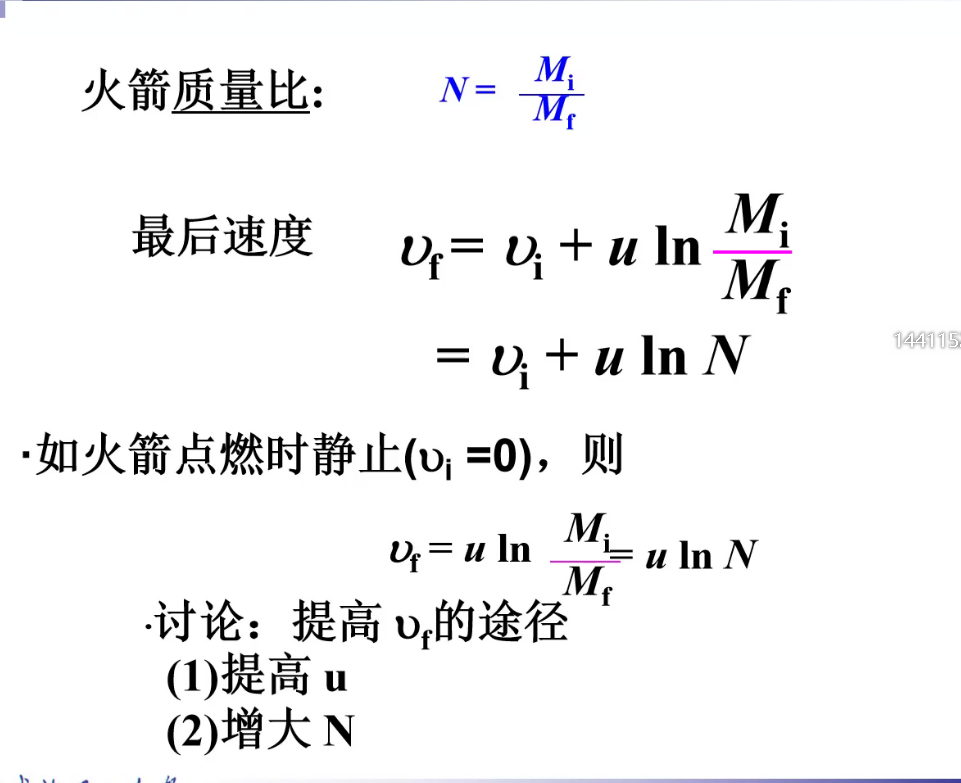 火箭质量比: N = Mi/Mf
最后速度 υf = υi + u ln Mi/Mf
= υi + u ln N
·如火箭点燃时静止(υi =0)，则
υf = u ln Mi/Mf = u ln N
·讨论：提高 υf的途径
(1)提高 u
(2)增大 N